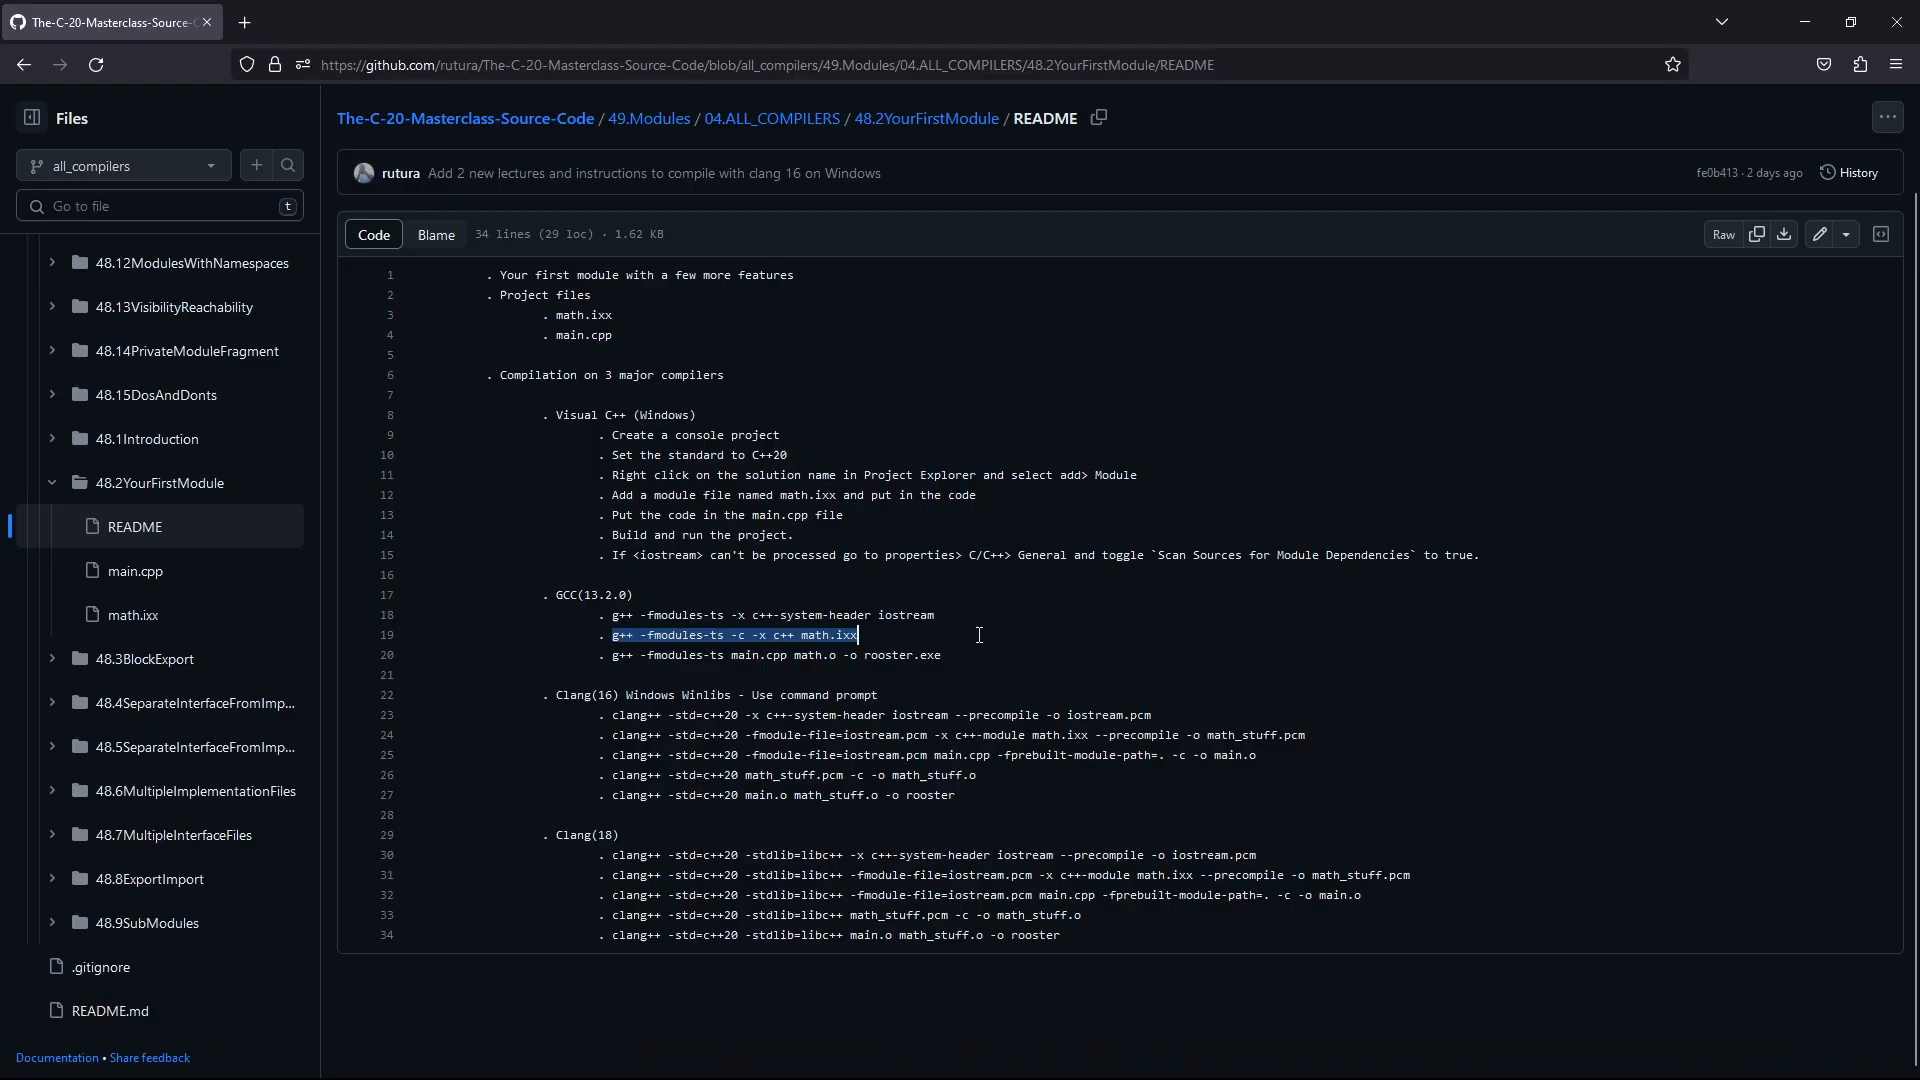 The-C-20-Masterclass-Source-C
https://github.com/rutura/The-C-20-Masterclass-Source-Code/blob/all_compilers/49.Modules/04.ALL_COMPILERS/48.2YourFirstModule/README
Files
The-C-20-Masterclass-Source-Code / 49.Modules / 04.ALL_COMPILERS / 48.2YourFirstModule / README
all_compilers
rutura Add 2 new lectures and instructions to compile with clang 16 on Windows
fe0b413 · 2 days ago
History
Go to file
t
Code
Blame
34 lines (29 loc) · 1.62 KB
Raw
48.12ModulesWithNamespaces
48.13VisibilityReachability
48.14PrivateModuleFragment
48.15DosAndDonts
48.1Introduction
48.2YourFirstModule
README
main.cpp
math.ixx
48.3BlockExport
48.4SeparateInterfaceFromImp...
48.5SeparateInterfaceFromImp...
48.6MultipleImplementationFiles
48.7MultipleInterfaceFiles
48.8ExportImport
48.9SubModules
.gitignore
README.md
Documentation • Share feedback
1 . Your first module with a few more features
2 . Project files
3 . math.ixx
4 . main.cpp
5
6 . Compilation on 3 major compilers
7
8 . Visual C++ (Windows)
9 . Create a console project
10 . Set the standard to C++20
11 . Right click on the solution name in Project Explorer and select add> Module
12 . Add a module file named math.ixx and put in the code
13 . Put the code in the main.cpp file
14 . Build and run the project.
15 . If <iostream> can't be processed go to properties> C/C++> General and toggle `Scan Sources for Module Dependencies` to true.
16
17 . GCC(13.2.0)
18 . g++ -fmodules-ts -x c++-system-header iostream
19 . g++ -fmodules-ts -c -x c++ math.ixx
20 . g++ -fmodules-ts main.cpp math.o -o rooster.exe
21
22 . Clang(16) Windows Winlibs - Use command prompt
23 . clang++ -std=c++20 -x c++-system-header iostream --precompile -o iostream.pcm
24 . clang++ -std=c++20 -fmodule-file=iostream.pcm -x c++-module math.ixx --precompile -o math_stuff.pcm
25 . clang++ -std=c++20 -fmodule-file=iostream.pcm main.cpp -fprebuilt-module-path=. -c -o main.o
26 . clang++ -std=c++20 math_stuff.pcm -c -o math_stuff.o
27 . clang++ -std=c++20 main.o math_stuff.o -o rooster
28
29 . Clang(18)
30 . clang++ -std=c++20 -stdlib=libc++ -x c++-system-header iostream --precompile -o iostream.pcm
31 . clang++ -std=c++20 -stdlib=libc++ -fmodule-file=iostream.pcm -x c++-module math.ixx --precompile -o math_stuff.pcm
32 . clang++ -std=c++20 -stdlib=libc++ -fmodule-file=iostream.pcm main.cpp -fprebuilt-module-path=. -c -o main.o
33 . clang++ -std=c++20 -stdlib=libc++ math_stuff.pcm -c -o math_stuff.o
34 . clang++ -std=c++20 -stdlib=libc++ main.o math_stuff.o -o rooster